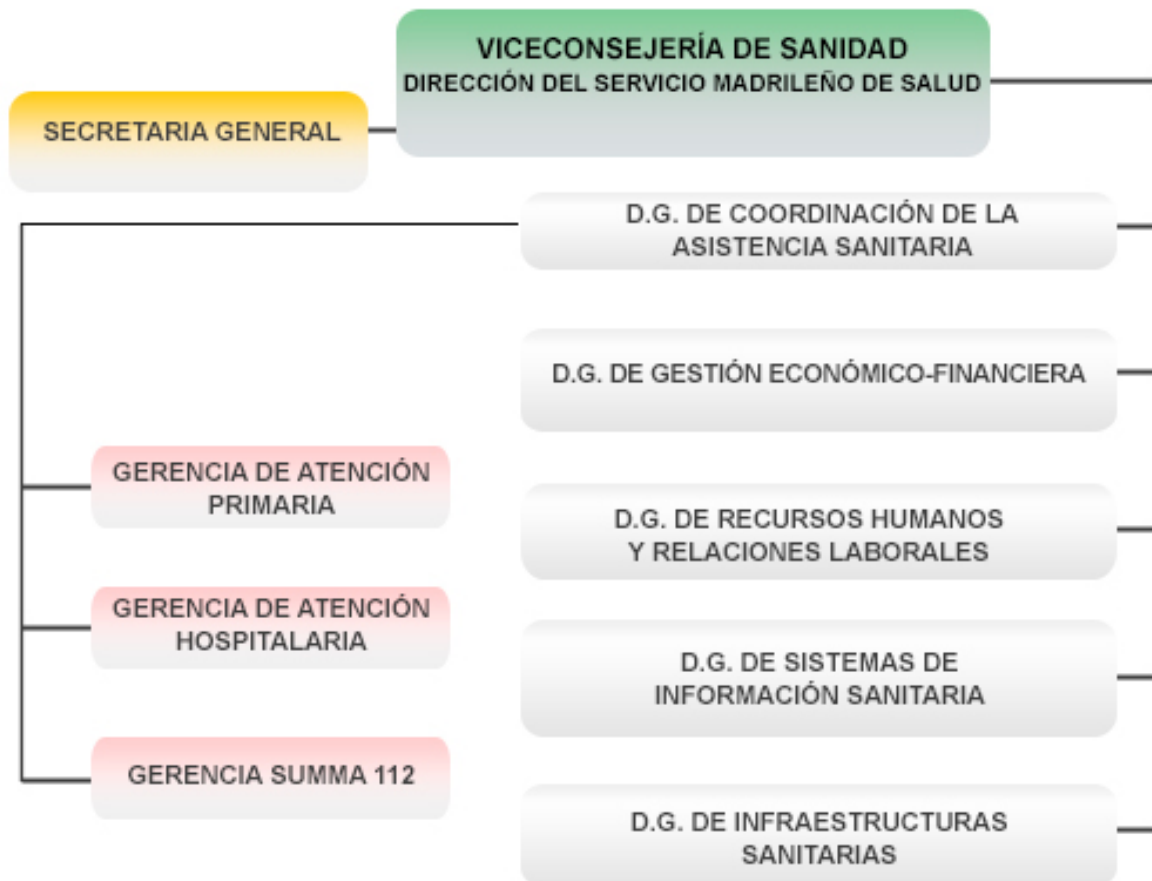 VICECONSEJERÍA DE SANIDAD
DIRECCIÓN DEL SERVICIO MADRILEÑO DE SALUD
SECRETARIA GENERAL
D.G. DE COORDINACIÓN DE LA
ASISTENCIA SANITARIA
D.G. DE GESTIÓN ECONÓMICO-FINANCIERA
GERENCIA DE ATENCIÓN
PRIMARIA
D.G. DE RECURSOS HUMANOS
Y RELACIONES LABORALES
GERENCIA DE ATENCIÓN
HOSPITALARIA
D.G. DE SISTEMAS DE
INFORMACIÓN SANITARIA
GERENCIA SUMMA 112
D.G. DE INFRAESTRUCTURAS
SANITARIAS